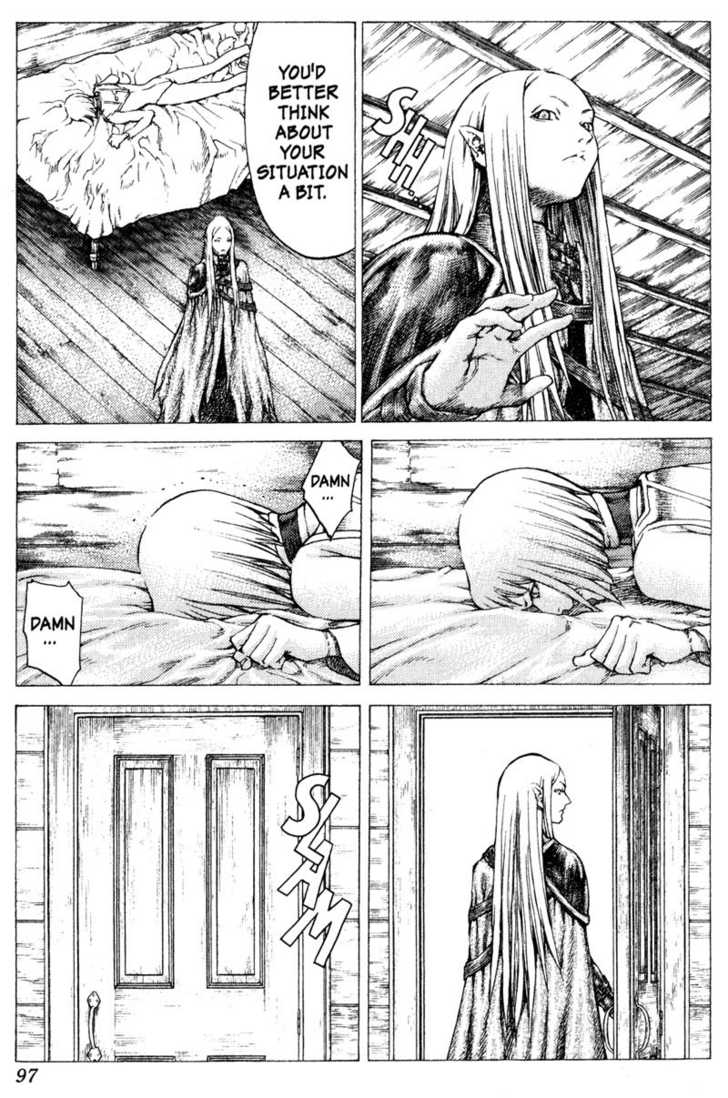 SHH...
YOU'D
BETTER
THINK
ABOUT
YOUR
SITUATION
A BIT.
DAMN
...
DAMN
...
SLAM
97